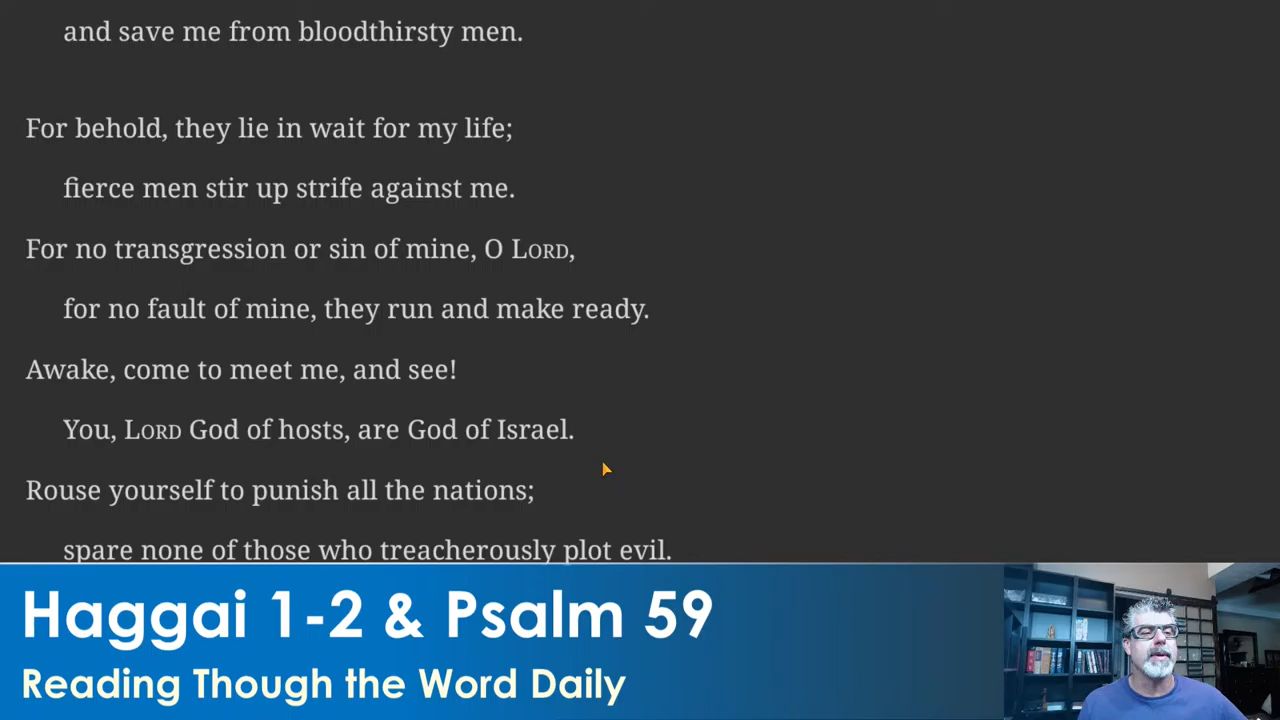 and save me from bloodthirsty men.
For behold, they lie in wait for my life;
fierce men stir up strife against me.
For no transgression or sin of mine, O LORD,
for no fault of mine, they run and make ready.
Awake, come to meet me, and see!
You, LORD God of hosts, are God of Israel.
Rouse yourself to punish all the nations;
spare none of those who treacherously plot evil.
Haggai 1-2 & Psalm 59
Reading Though the Word Daily